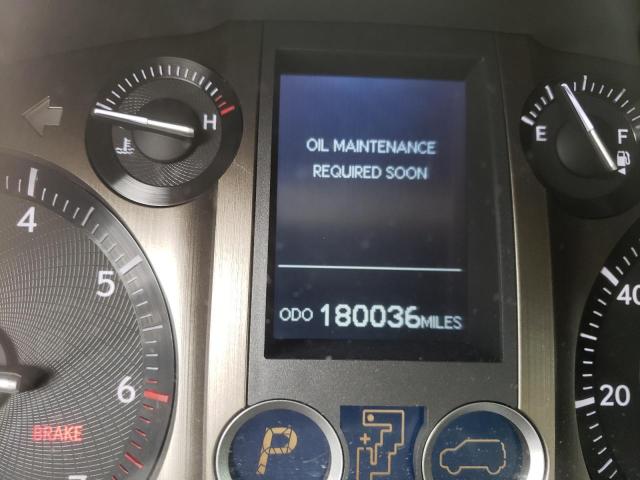 H
OIL MAINTENANCE
REQUIRED SOON
E
F
4
5
6
7
BRAKE
ODO 180036MILES
40
20
P
+